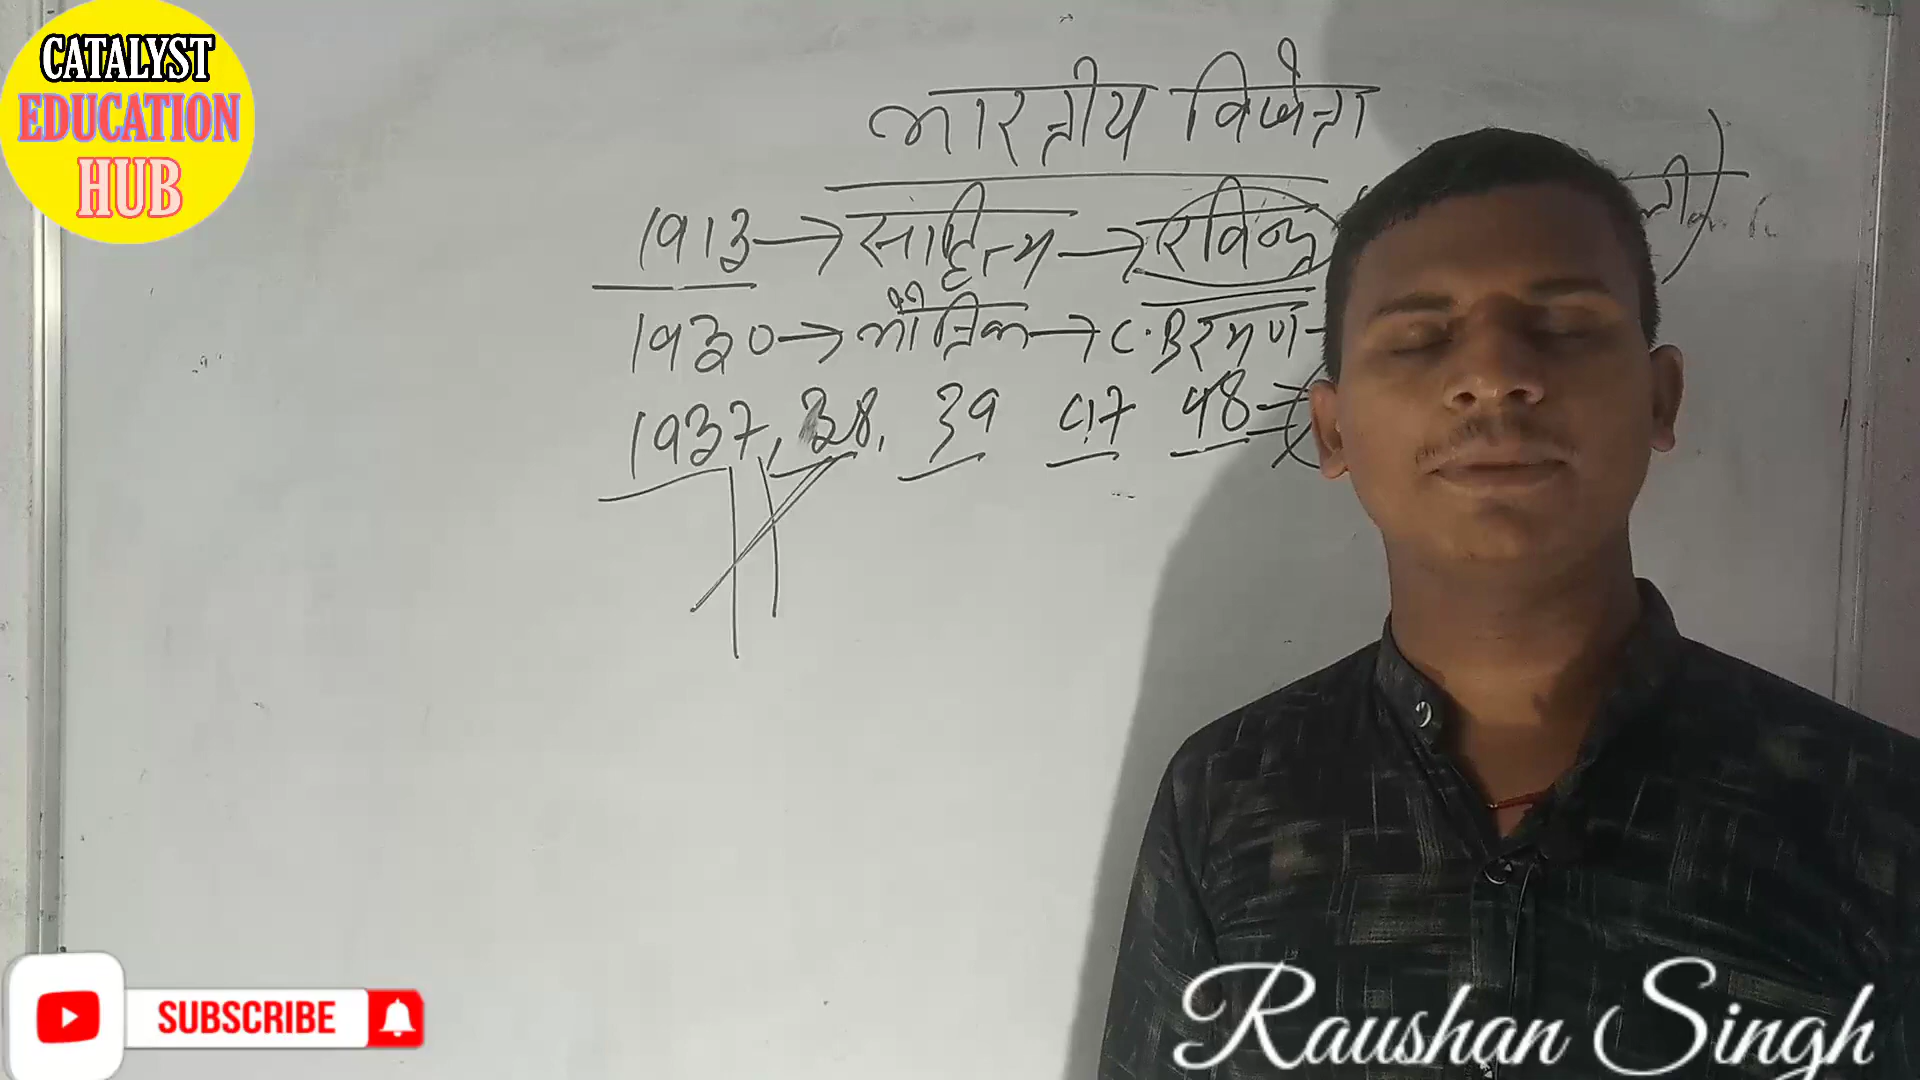 CATALYST
EDUCATION
HUB
भारतीय विजेता
1913 → साहित्य → रविन्द्र
1930 → भौतिक → C.B रमण
1937, 38, 39 47 48
SUBSCRIBE
Raushan Singh